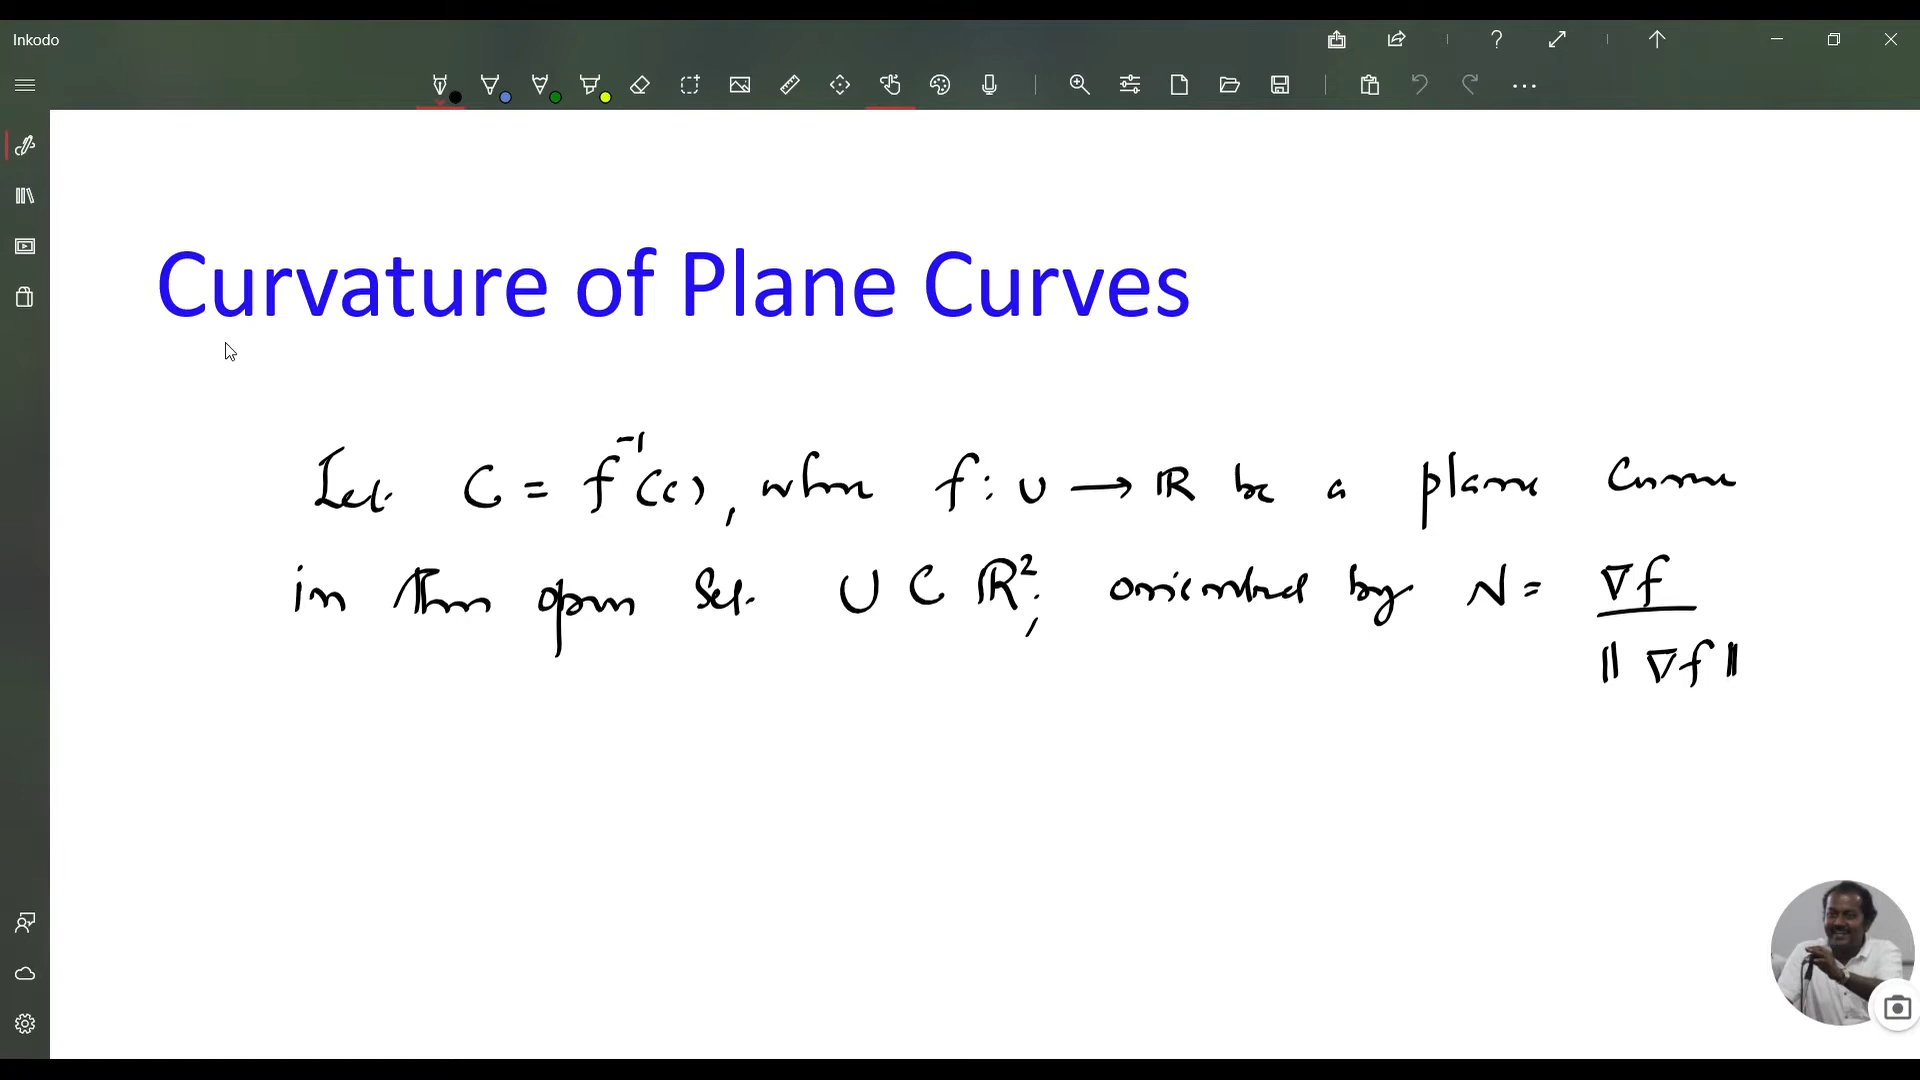 Inkodo
Curvature of Plane Curves
Let C = f⁻¹(c), where f : U → ℝ be a plane curve
in the open set U ⊂ ℝ², oriented by N = ∇f / ‖∇f‖